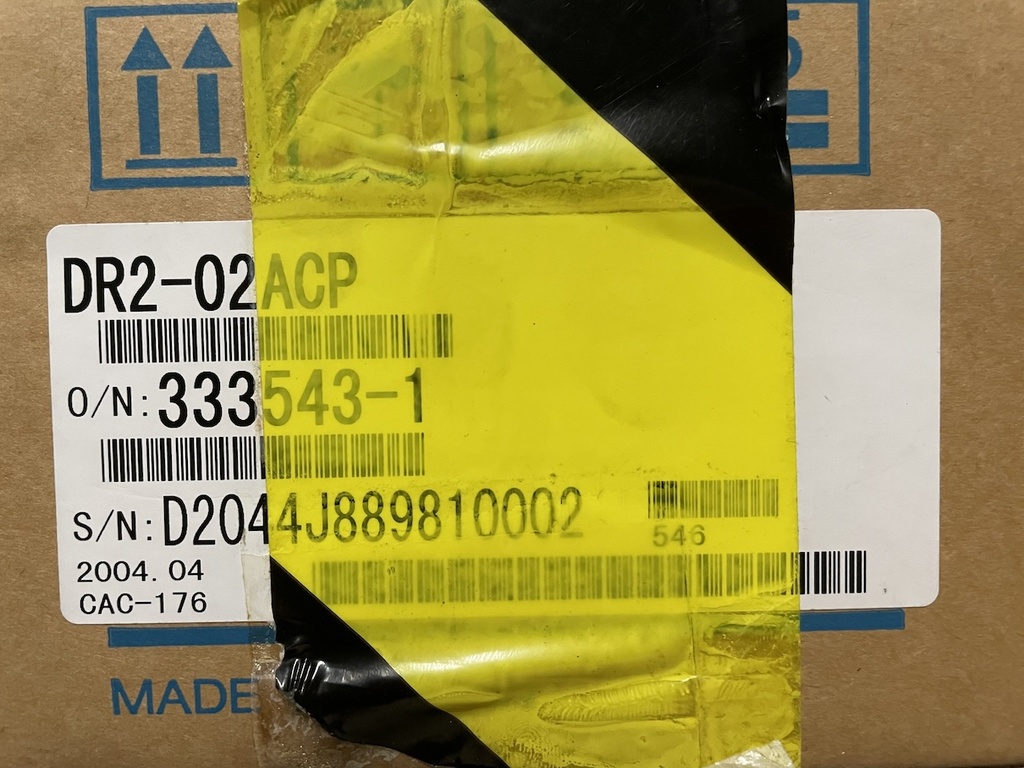 DR2-02ACP
O/N: 333543-1
S/N: D2044J889810002
546
2004. 04
CAC-176
MADE